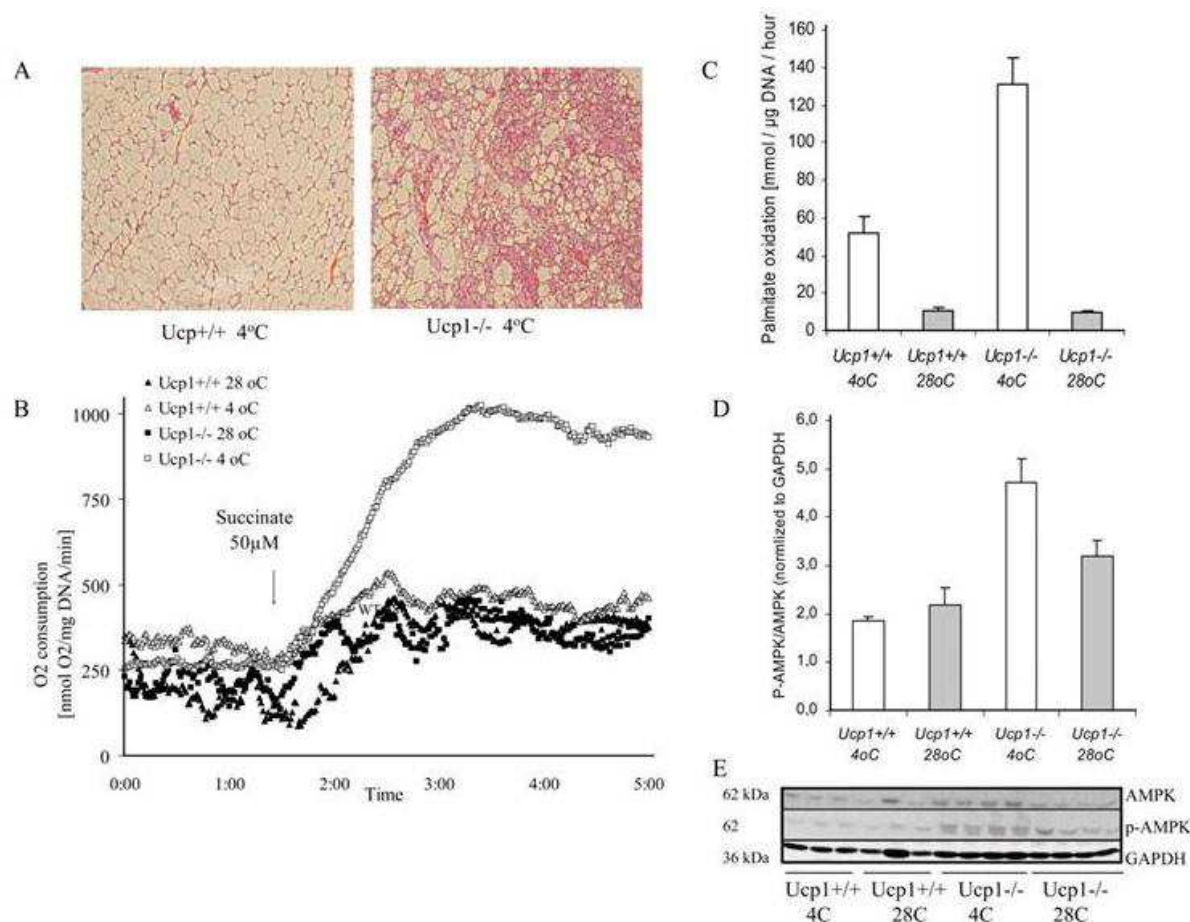 A
Ucp+/+ 4°C
Ucp1-/- 4°C
B
Ucp1+/+ 28 oC
Ucp1+/+ 4 oC
Ucp1-/- 28 oC
Ucp1-/- 4 oC
O2 consumption
[nmol O2/mg DNA/min]
1000
750
500
250
0
Succinate
50µM
0:00 1:00 2:00 3:00 4:00 5:00
Time
C
Palmitate oxidation [mmol / µg DNA / hour
160
140
120
100
80
60
40
20
0
Ucp1+/+ Ucp1+/+ Ucp1-/- Ucp1-/-
4oC 28oC 4oC 28oC
D
P-AMPK/AMPK (normlized to GAPDH
6,0
5,0
4,0
3,0
2,0
1,0
0,0
Ucp1+/+ Ucp1+/+ Ucp1-/- Ucp1-/-
4oC 28oC 4oC 28oC
E
62 kDa AMPK
62 p-AMPK
36 kDa GAPDH
Ucp1+/+ Ucp1+/+ Ucp1-/- Ucp1-/-
4C 28C 4C 28C